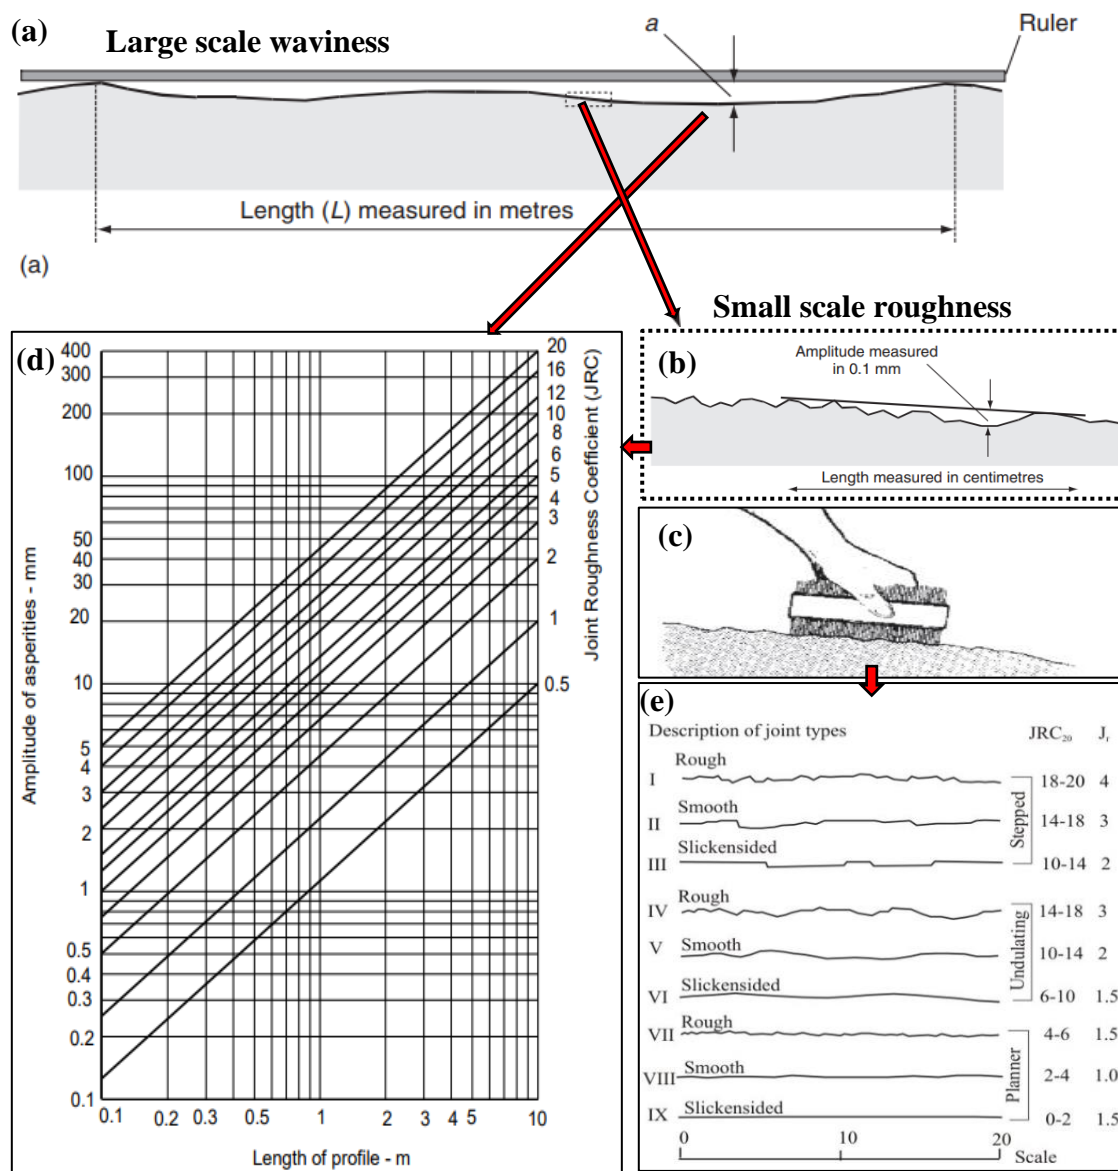 (a)
Large scale waviness
a
Ruler
Length (L) measured in metres
(a)
Small scale roughness
(d)
400
300
200
100
50
40
30
20
10
5
4
3
2
1
0.5
0.4
0.3
0.2
0.1
Amplitude of asperities - mm
20
16
12
10
8
6
5
4
3
2
1
0.5
Joint Roughness Coefficient (JRC)
0.1 0.2 0.3 0.5 1 2 3 4 5 10
Length of profile - m
(b)
Amplitude measured
in 0.1 mm
Length measured in centimetres
(c)
(e)
Description of joint types JRC₂₀ Jr
Rough
I 18-20 4
Smooth
II 14-18 3
Slickensided
III 10-14 2
Stepped
Rough
IV 14-18 3
Smooth
V 10-14 2
Slickensided
VI 6-10 1.5
Undulating
Rough
VII 4-6 1.5
Smooth
VIII 2-4 1.0
Slickensided
IX 0-2 1.5
Planner
0 10 20
Scale